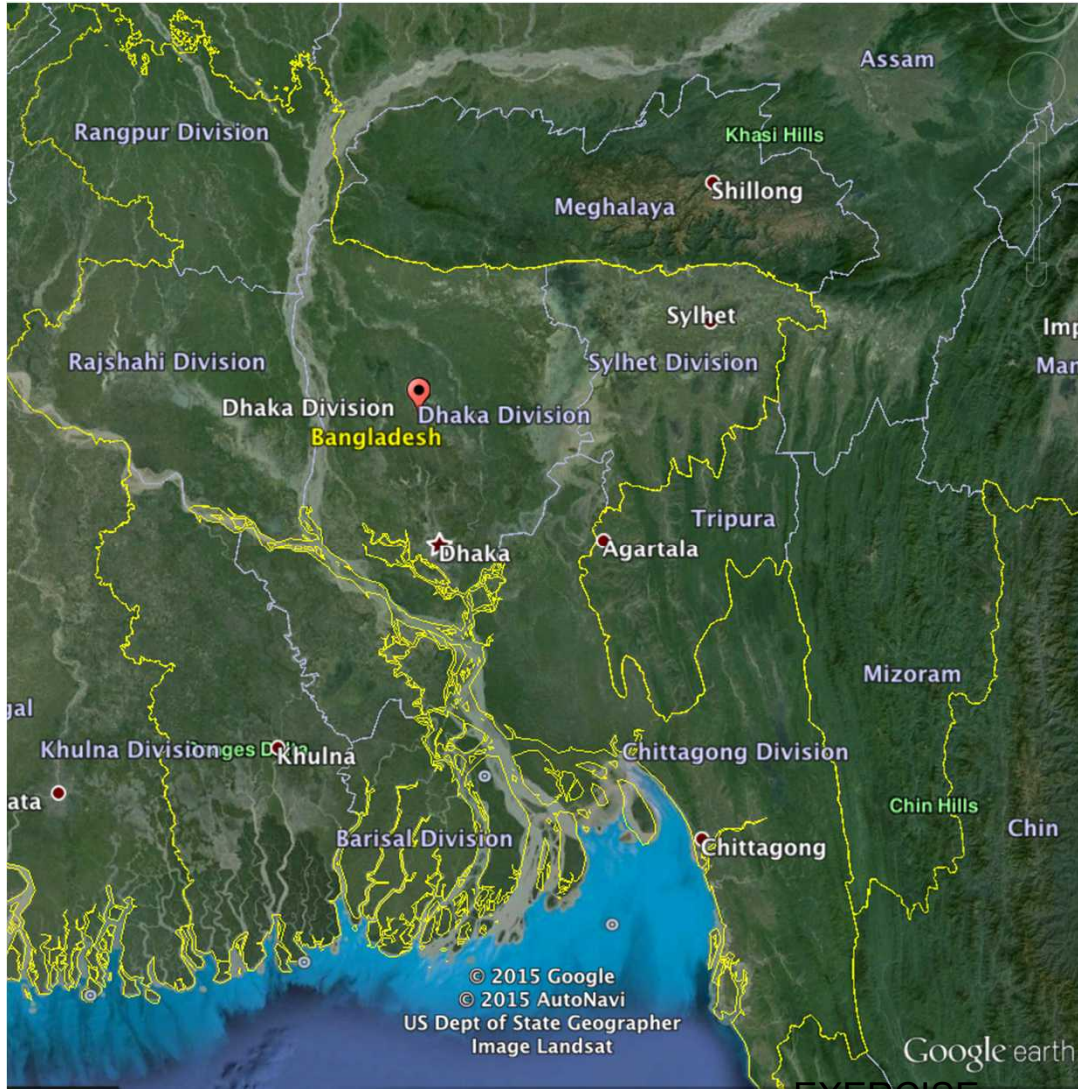 Assam
Rangpur Division
Khasi Hills
Shillong
Meghalaya
Sylhet
Rajshahi Division
Sylhet Division
Dhaka Division
Dhaka Division
Bangladesh
Tripura
Dhaka
Agartala
Mizoram
Khulna Division
Khulna
Chittagong Division
Chin Hills
Chin
Barisal Division
Chittagong
© 2015 Google
© 2015 AutoNavi
US Dept of State Geographer
Image Landsat
Google earth